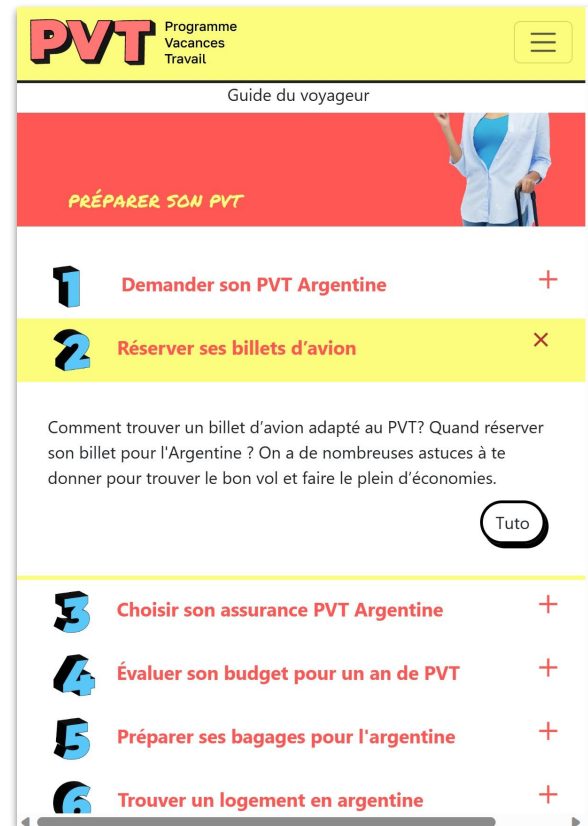 PVT
Programme
Vacances
Travail
Guide du voyageur
PRÉPARER SON PVT
1 Demander son PVT Argentine +
2 Réserver ses billets d’avion ×
Comment trouver un billet d’avion adapté au PVT? Quand réserver
son billet pour l'Argentine ? On a de nombreuses astuces à te
donner pour trouver le bon vol et faire le plein d’économies.
Tuto
3 Choisir son assurance PVT Argentine +
4 Évaluer son budget pour un an de PVT +
5 Préparer ses bagages pour l'argentine +
6 Trouver un logement en argentine +